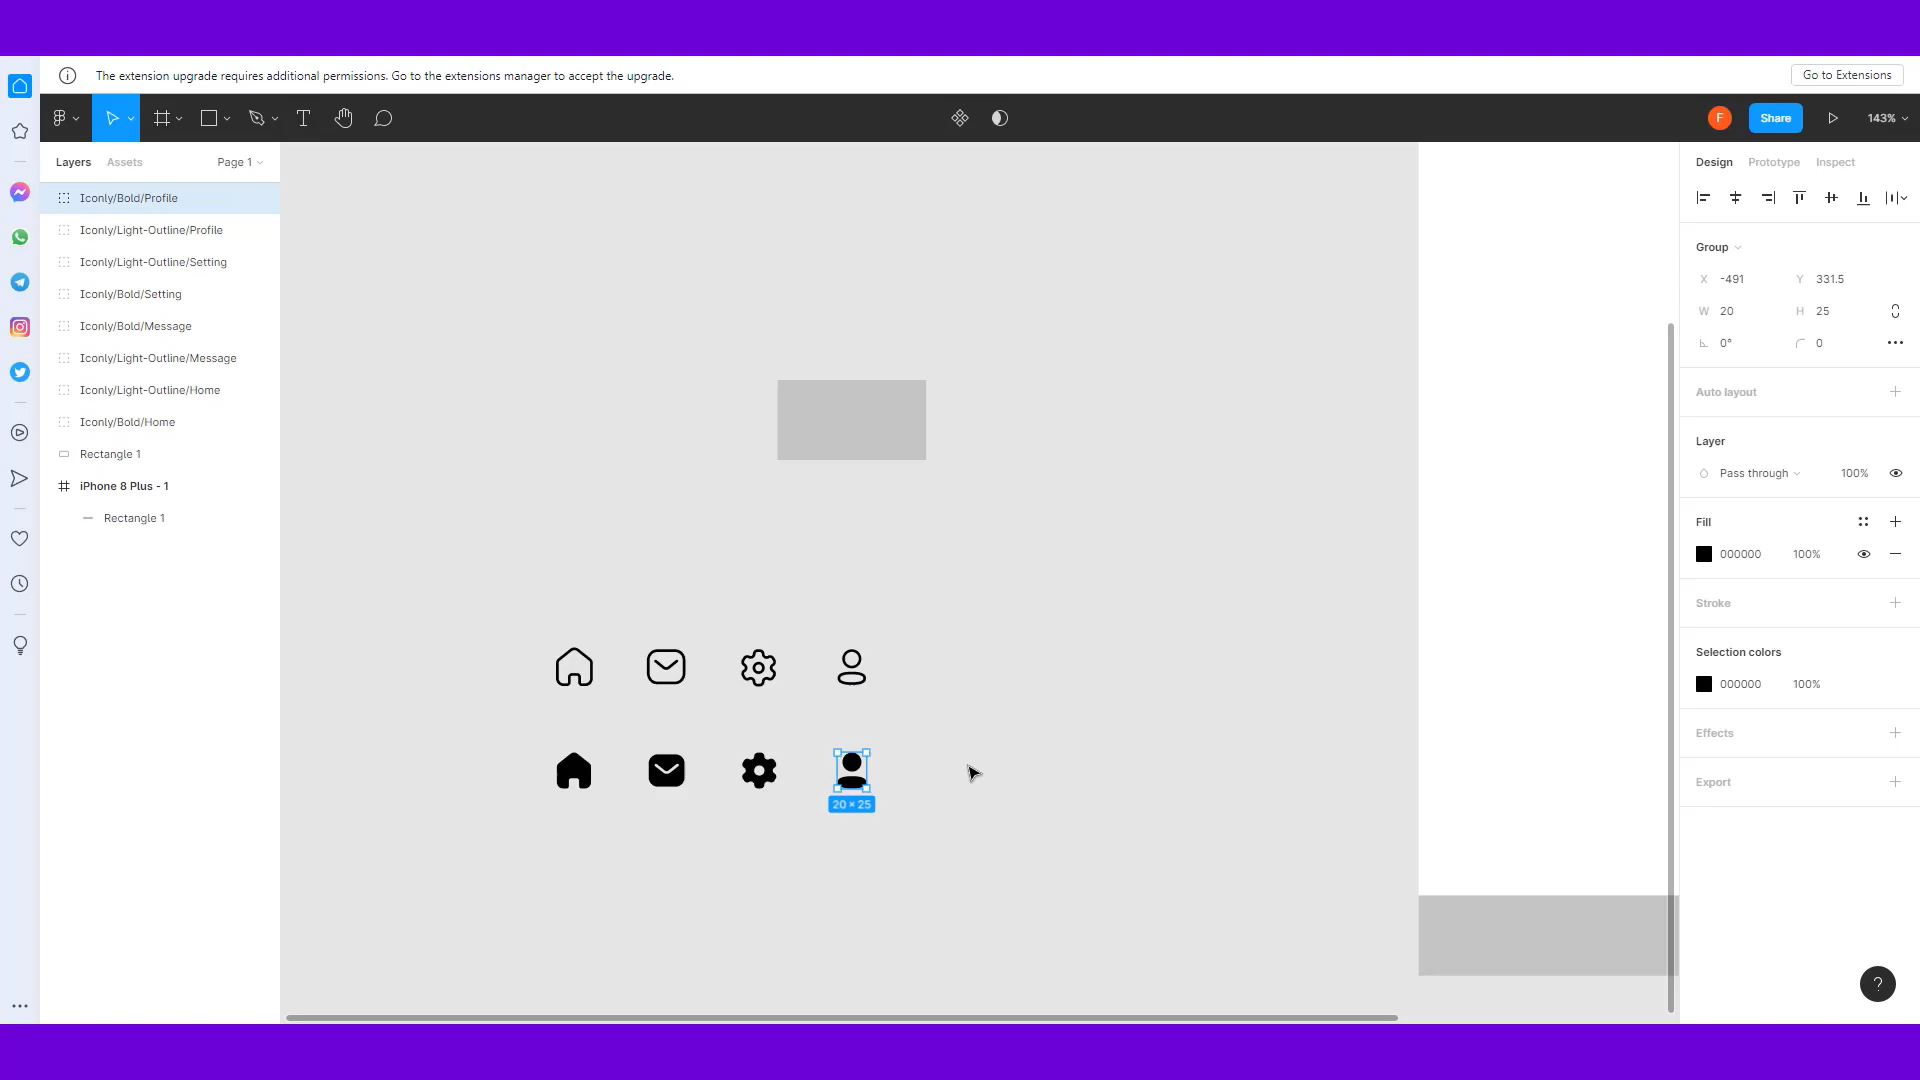 The extension upgrade requires additional permissions. Go to the extensions manager to accept the upgrade.
Go to Extensions
F
Share
143%
Layers
Assets
Page 1
Design
Prototype
Inspect
Iconly/Bold/Profile
Iconly/Light-Outline/Profile
Iconly/Light-Outline/Setting
Iconly/Bold/Setting
Iconly/Bold/Message
Iconly/Light-Outline/Message
Iconly/Light-Outline/Home
Iconly/Bold/Home
Rectangle 1
iPhone 8 Plus - 1
Rectangle 1
20 × 25
Group
X -491 Y 331.5
W 20 H 25
0° 0
Auto layout
Layer
Pass through 100%
Fill
000000 100%
Stroke
Selection colors
000000 100%
Effects
Export
?